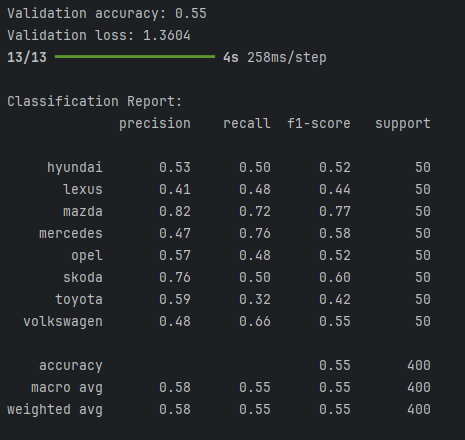 Validation accuracy: 0.55
Validation loss: 1.3604
13/13 ━━━━━━━━━━━━━━━━━━━━ 4s 258ms/step
Classification Report:
precision recall f1-score support
hyundai 0.53 0.50 0.52 50
lexus 0.41 0.48 0.44 50
mazda 0.82 0.72 0.77 50
mercedes 0.47 0.76 0.58 50
opel 0.57 0.48 0.52 50
skoda 0.76 0.50 0.60 50
toyota 0.59 0.32 0.42 50
volkswagen 0.48 0.66 0.55 50
accuracy 0.55 400
macro avg 0.58 0.55 0.55 400
weighted avg 0.58 0.55 0.55 400